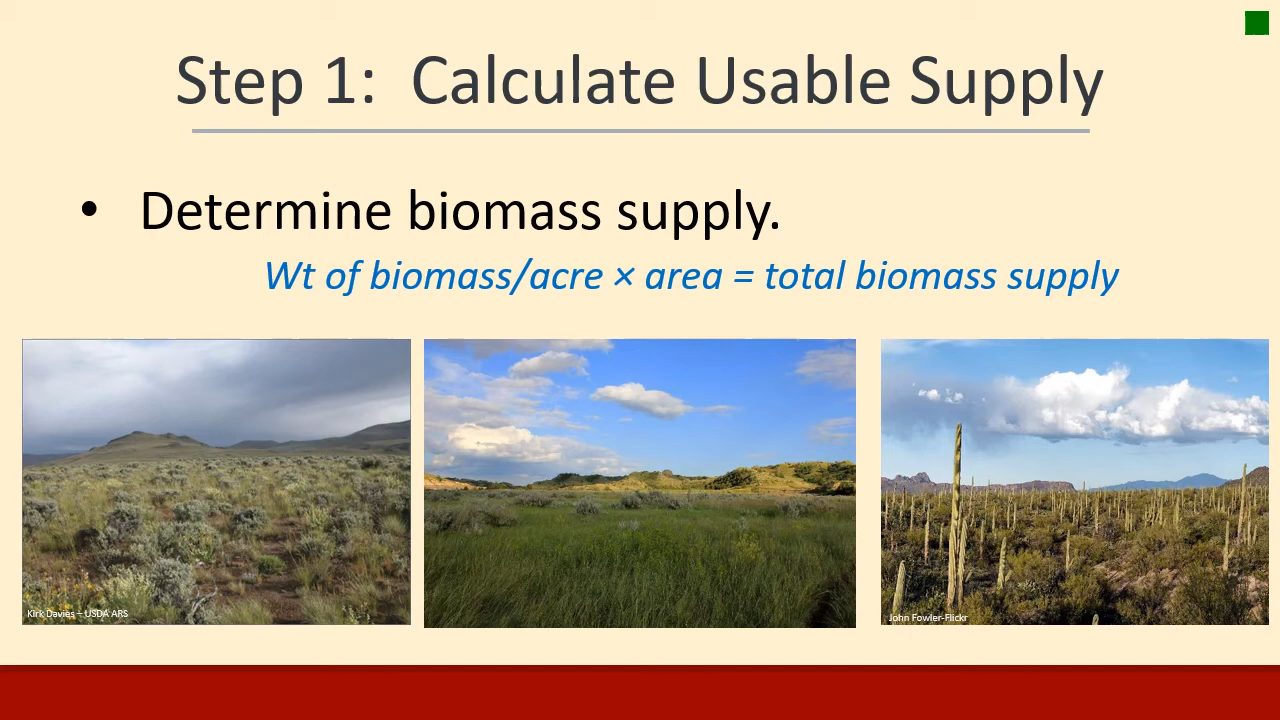 Step 1:  Calculate Usable Supply
• Determine biomass supply.
Wt of biomass/acre × area = total biomass supply
Kirk Davies – USDA ARS
John Fowler-Flickr